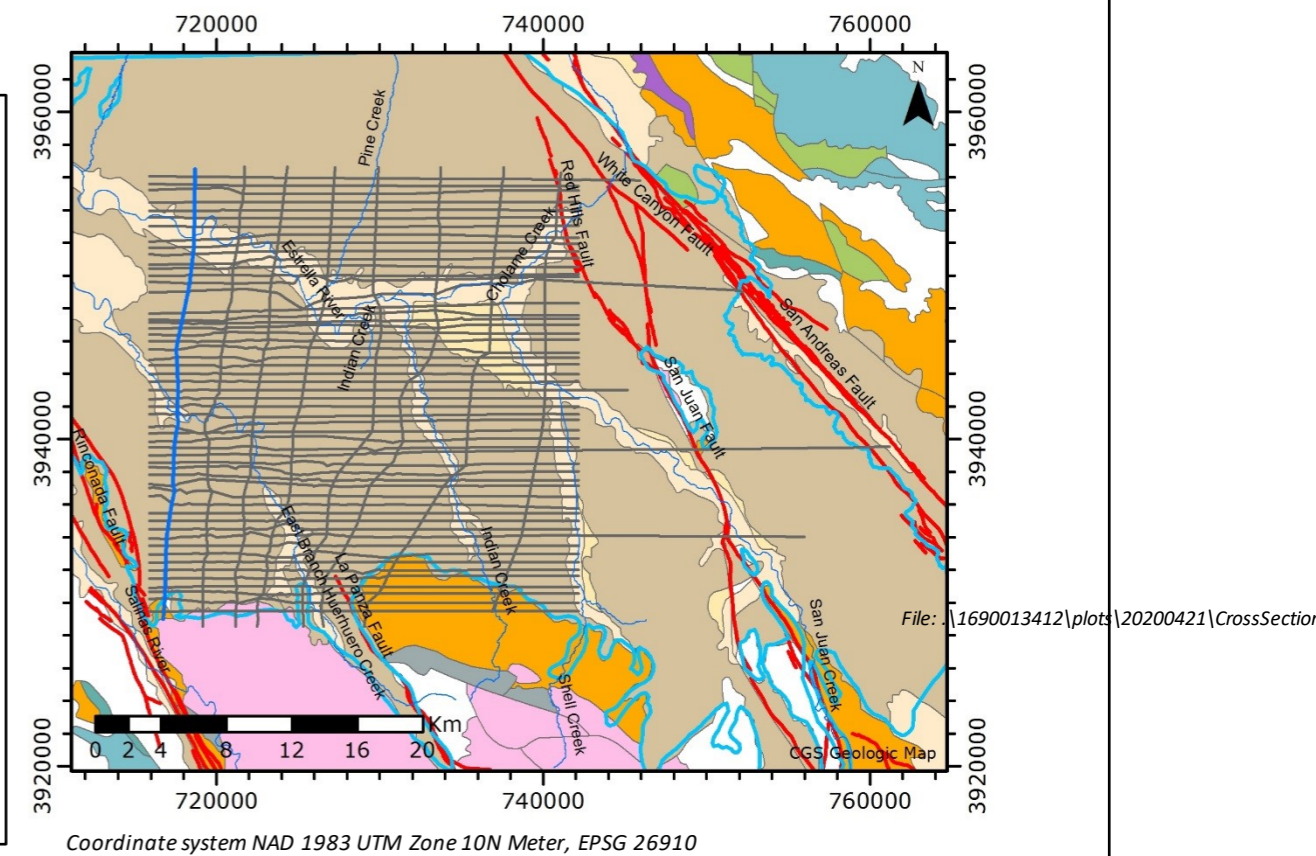 720000 740000 760000
N
3960000 3960000
Pine Creek
White Canyon Fault
Red Hills Fault
Cholame Creek
Estrella River
Indian Creek
San Andreas Fault
San Juan Fault
3940000 3940000
Rinconada Fault
East Branch Huerhuero Creek
La Panza Fault
Indian Creek
Salinas River
San Juan Creek
File: .\1690013412\plots\20200421\CrossSection
Shell Creek
Km
0 2 4 8 12 16 20
CGS Geologic Map
3920000 3920000
720000 740000 760000
Coordinate system NAD 1983 UTM Zone 10N Meter, EPSG 26910